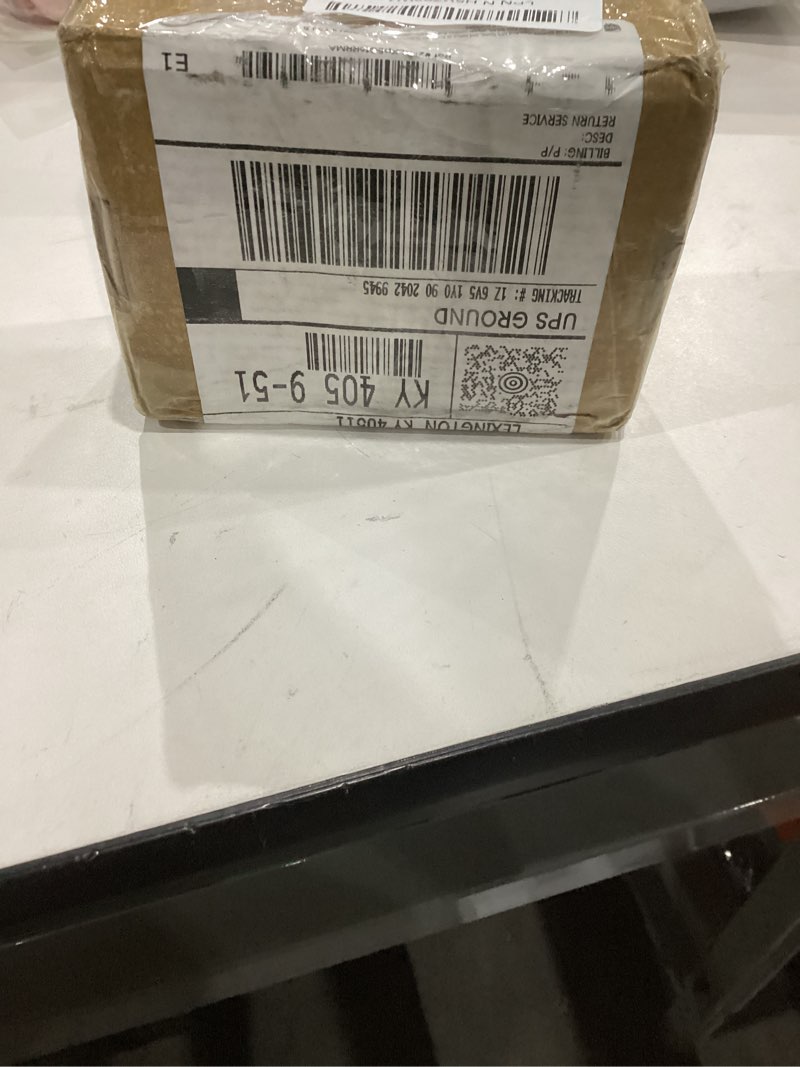 LEXINGTON KY 40511
KY 405 9-51
UPS GROUND
TRACKING #: 1Z 6V5 1Y0 90 2042 9945
BILLING: P/P
DESC:
RETURN SERVICE
E1